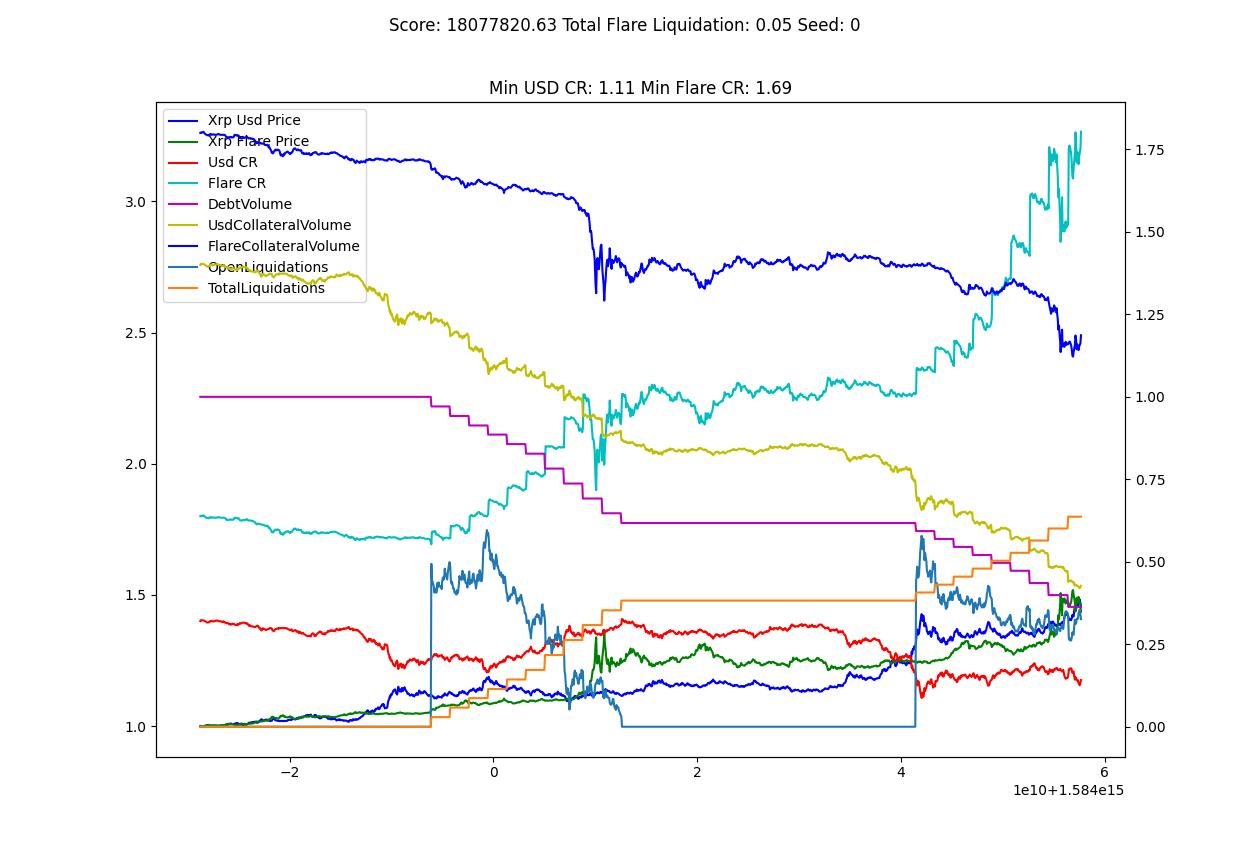 Score: 18077820.63 Total Flare Liquidation: 0.05 Seed: 0
Min USD CR: 1.11 Min Flare CR: 1.69
Xrp Usd Price
Xrp Flare Price
Usd CR
Flare CR
DebtVolume
UsdCollateralVolume
FlareCollateralVolume
OpenLiquidations
TotalLiquidations
3.0
2.5
2.0
1.5
1.0
1.75
1.50
1.25
1.00
0.75
0.50
0.25
0.00
−2
0
2
4
6
1e10+1.584e15